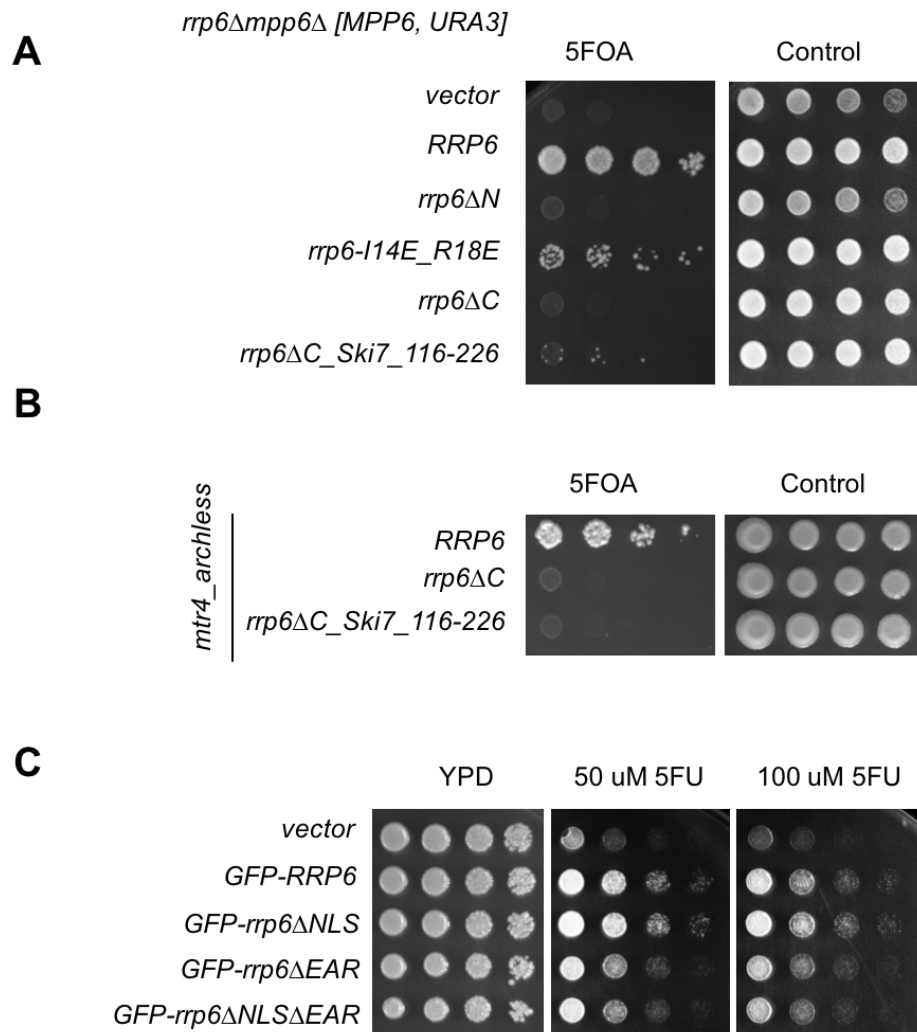 rrp6Δmpp6Δ [MPP6, URA3]
A
5FOA Control
vector
RRP6
rrp6ΔN
rrp6-I14E_R18E
rrp6ΔC
rrp6ΔC_Ski7_116-226
B
5FOA Control
mtr4_archless
RRP6
rrp6ΔC
rrp6ΔC_Ski7_116-226
C
YPD 50 uM 5FU 100 uM 5FU
vector
GFP-RRP6
GFP-rrp6ΔNLS
GFP-rrp6ΔEAR
GFP-rrp6ΔNLSΔEAR